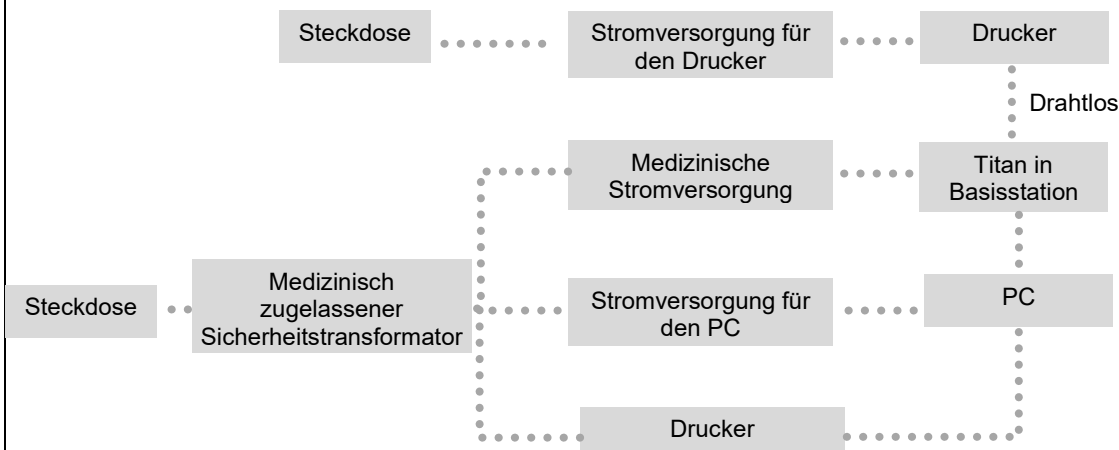 Steckdose
Stromversorgung für
den Drucker
Drucker
Drahtlos
Medizinische
Stromversorgung
Titan in
Basisstation
Steckdose
Medizinisch
zugelassener
Sicherheitstransformator
Stromversorgung für
den PC
PC
Drucker